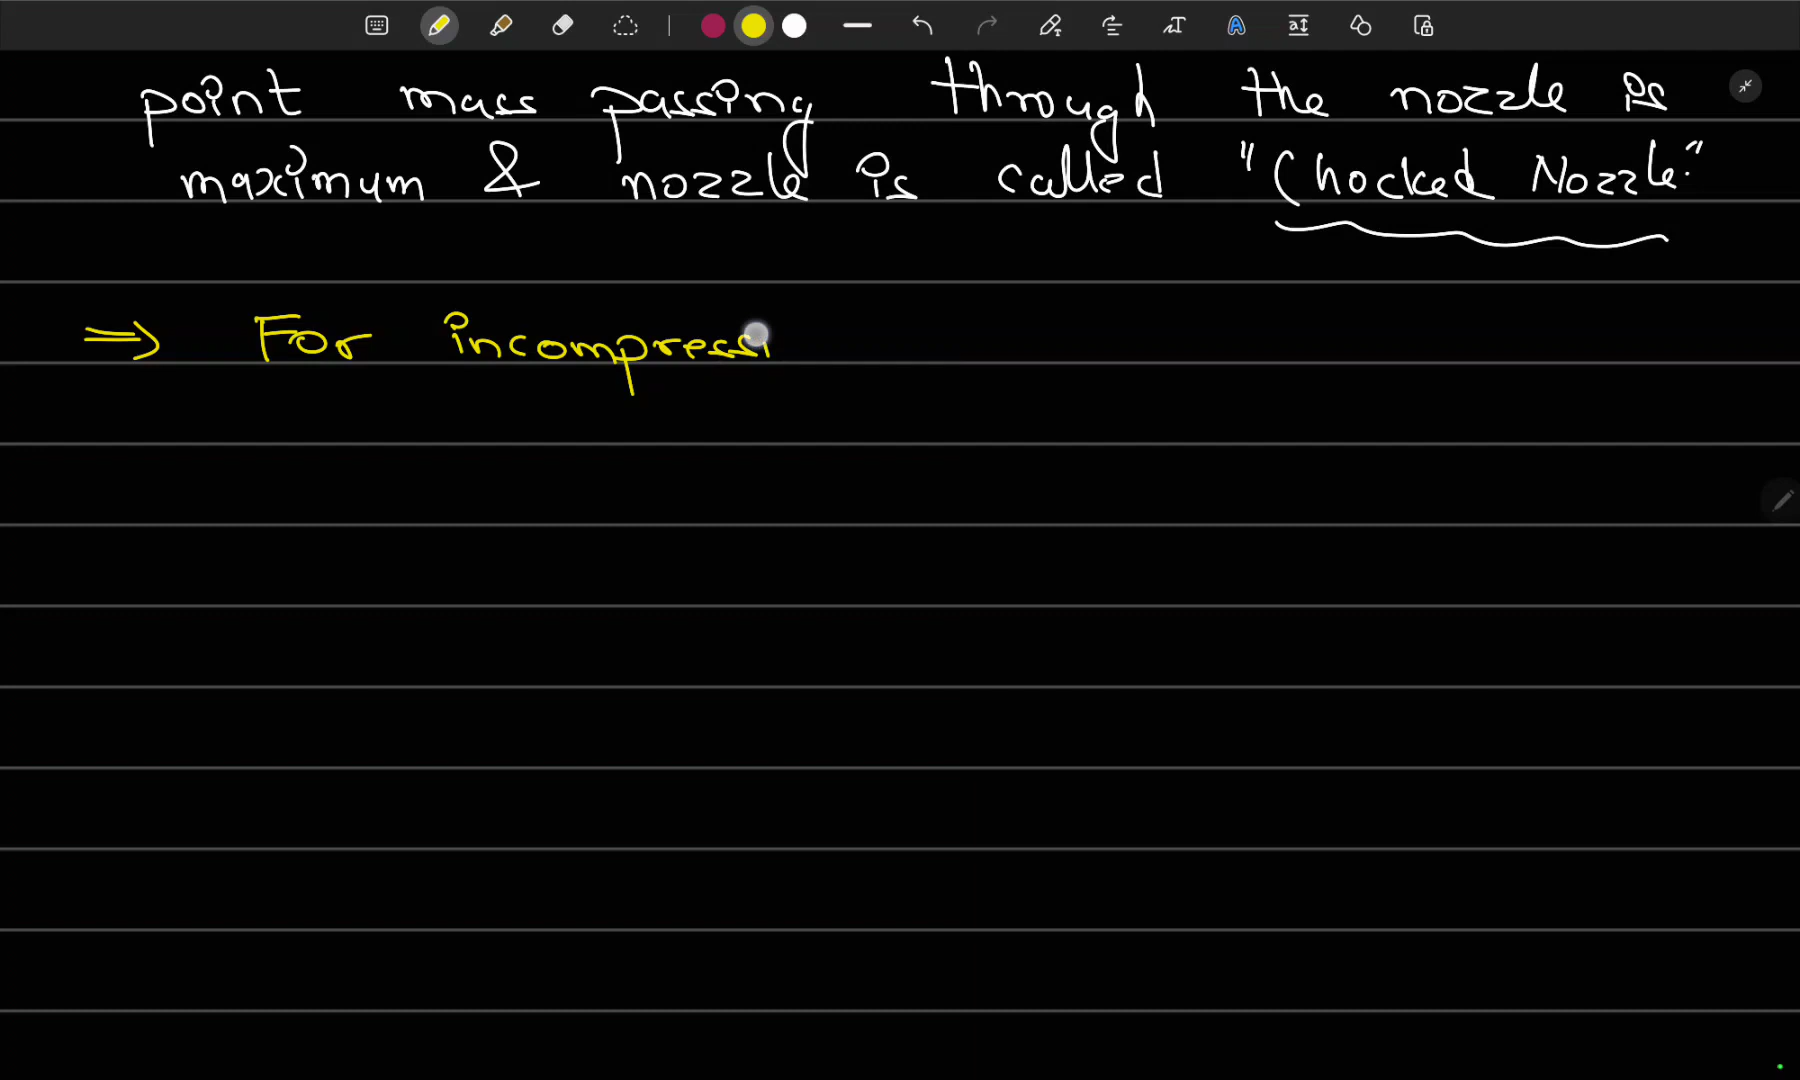 point mass passing through the nozzle is
maximum & nozzle is called "Chocked Nozzle."
⇒ For incompressi